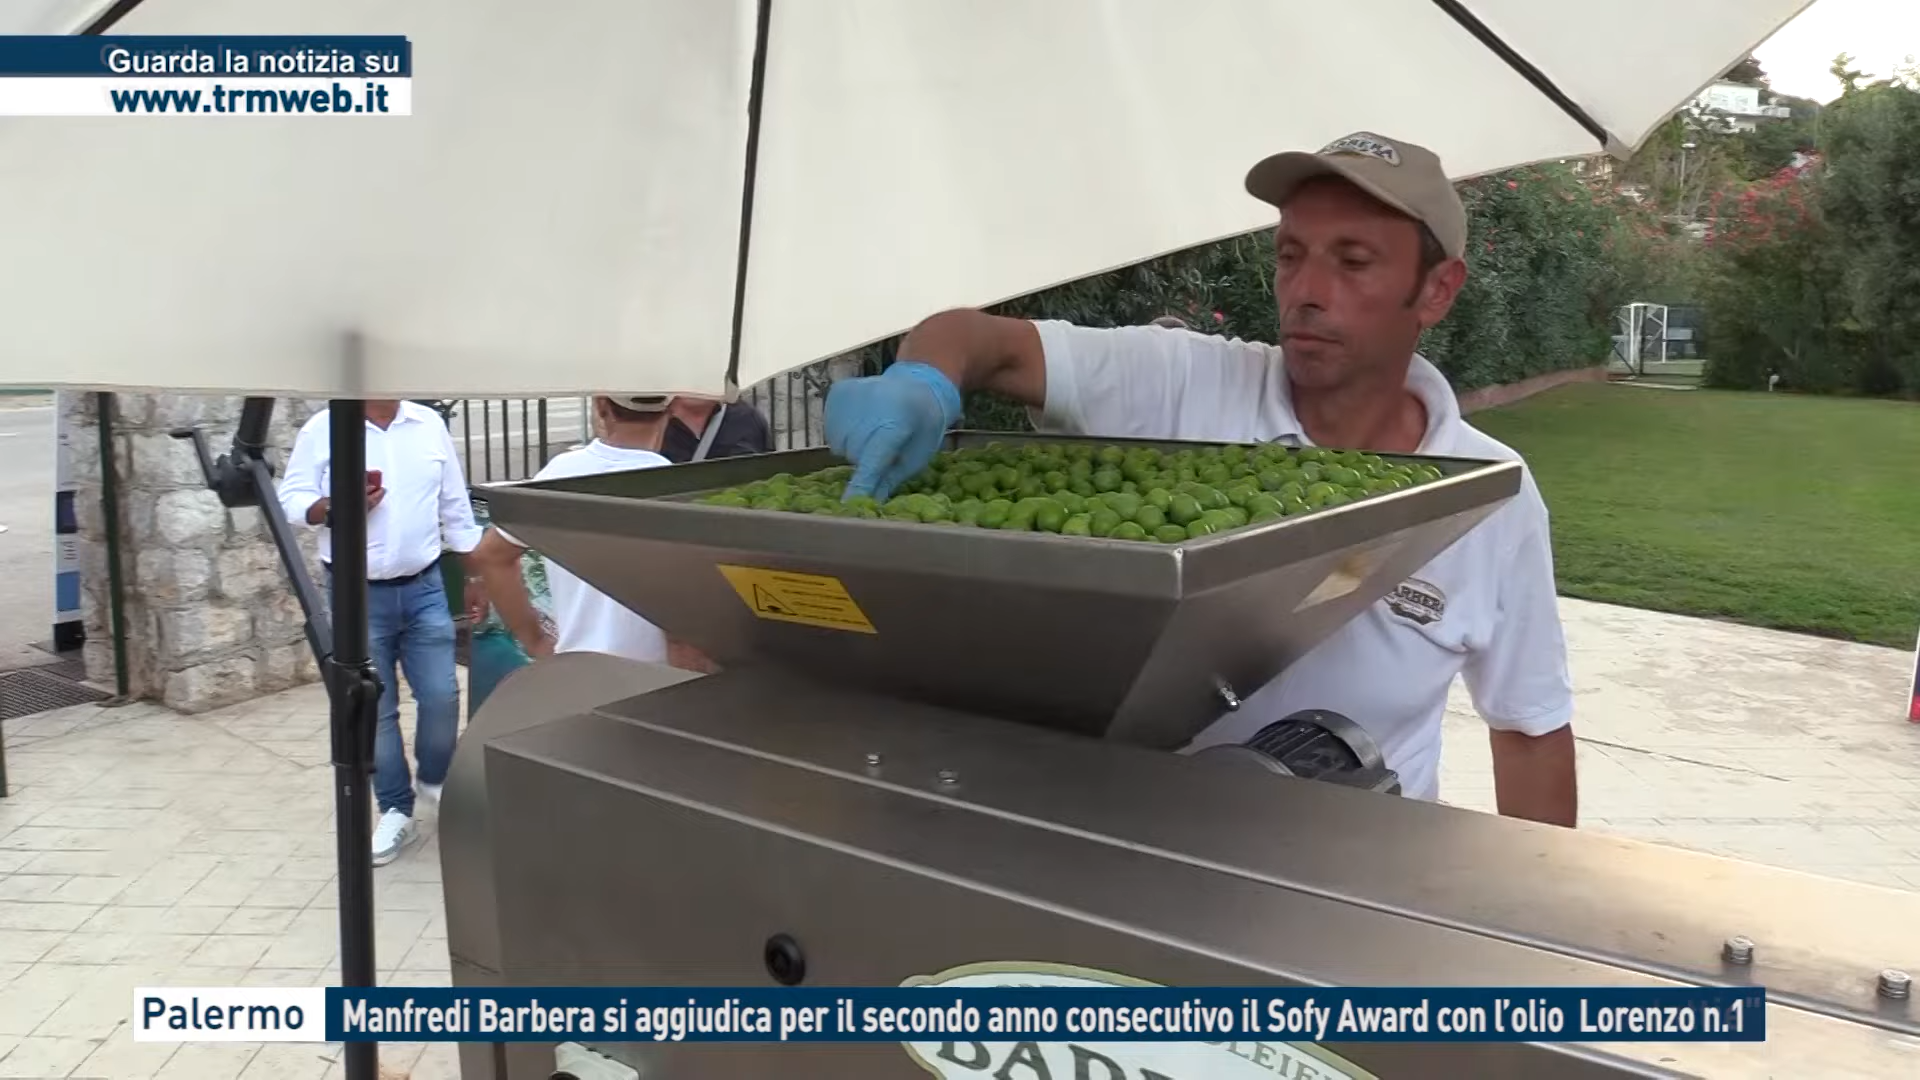 Guarda la notizia su
www.trmweb.it
BARBERA
BARBERA
Palermo Manfredi Barbera si aggiudica per il secondo anno consecutivo il Sofy Award con l'olio Lorenzo n.1